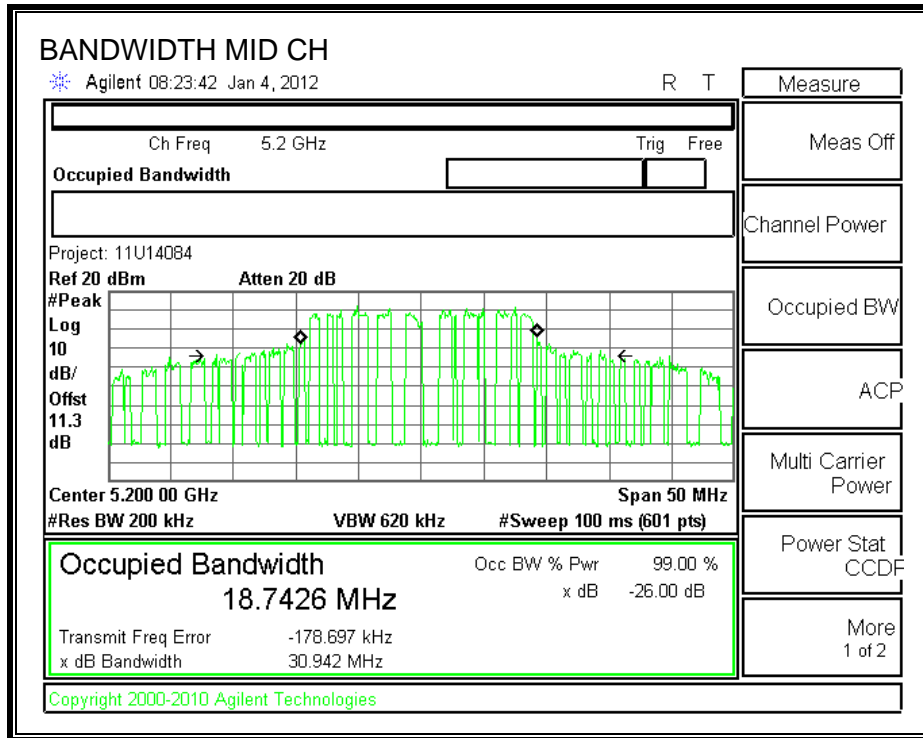 BANDWIDTH MID CH
Agilent 08:23:42 Jan 4, 2012 R T
Measure
Ch Freq 5.2 GHz Trig Free
Occupied Bandwidth
Meas Off
Channel Power
Occupied BW
ACP
Multi Carrier
Power
Power Stat
CCDF
More
1 of 2
Project: 11U14084
Ref 20 dBm Atten 20 dB
#Peak
Log
10
dB/
Offst
11.3
dB
Center 5.200 00 GHz Span 50 MHz
#Res BW 200 kHz VBW 620 kHz #Sweep 100 ms (601 pts)
Occupied Bandwidth Occ BW % Pwr 99.00 %
18.7426 MHz x dB -26.00 dB
Transmit Freq Error -178.697 kHz
x dB Bandwidth 30.942 MHz
Copyright 2000-2010 Agilent Technologies